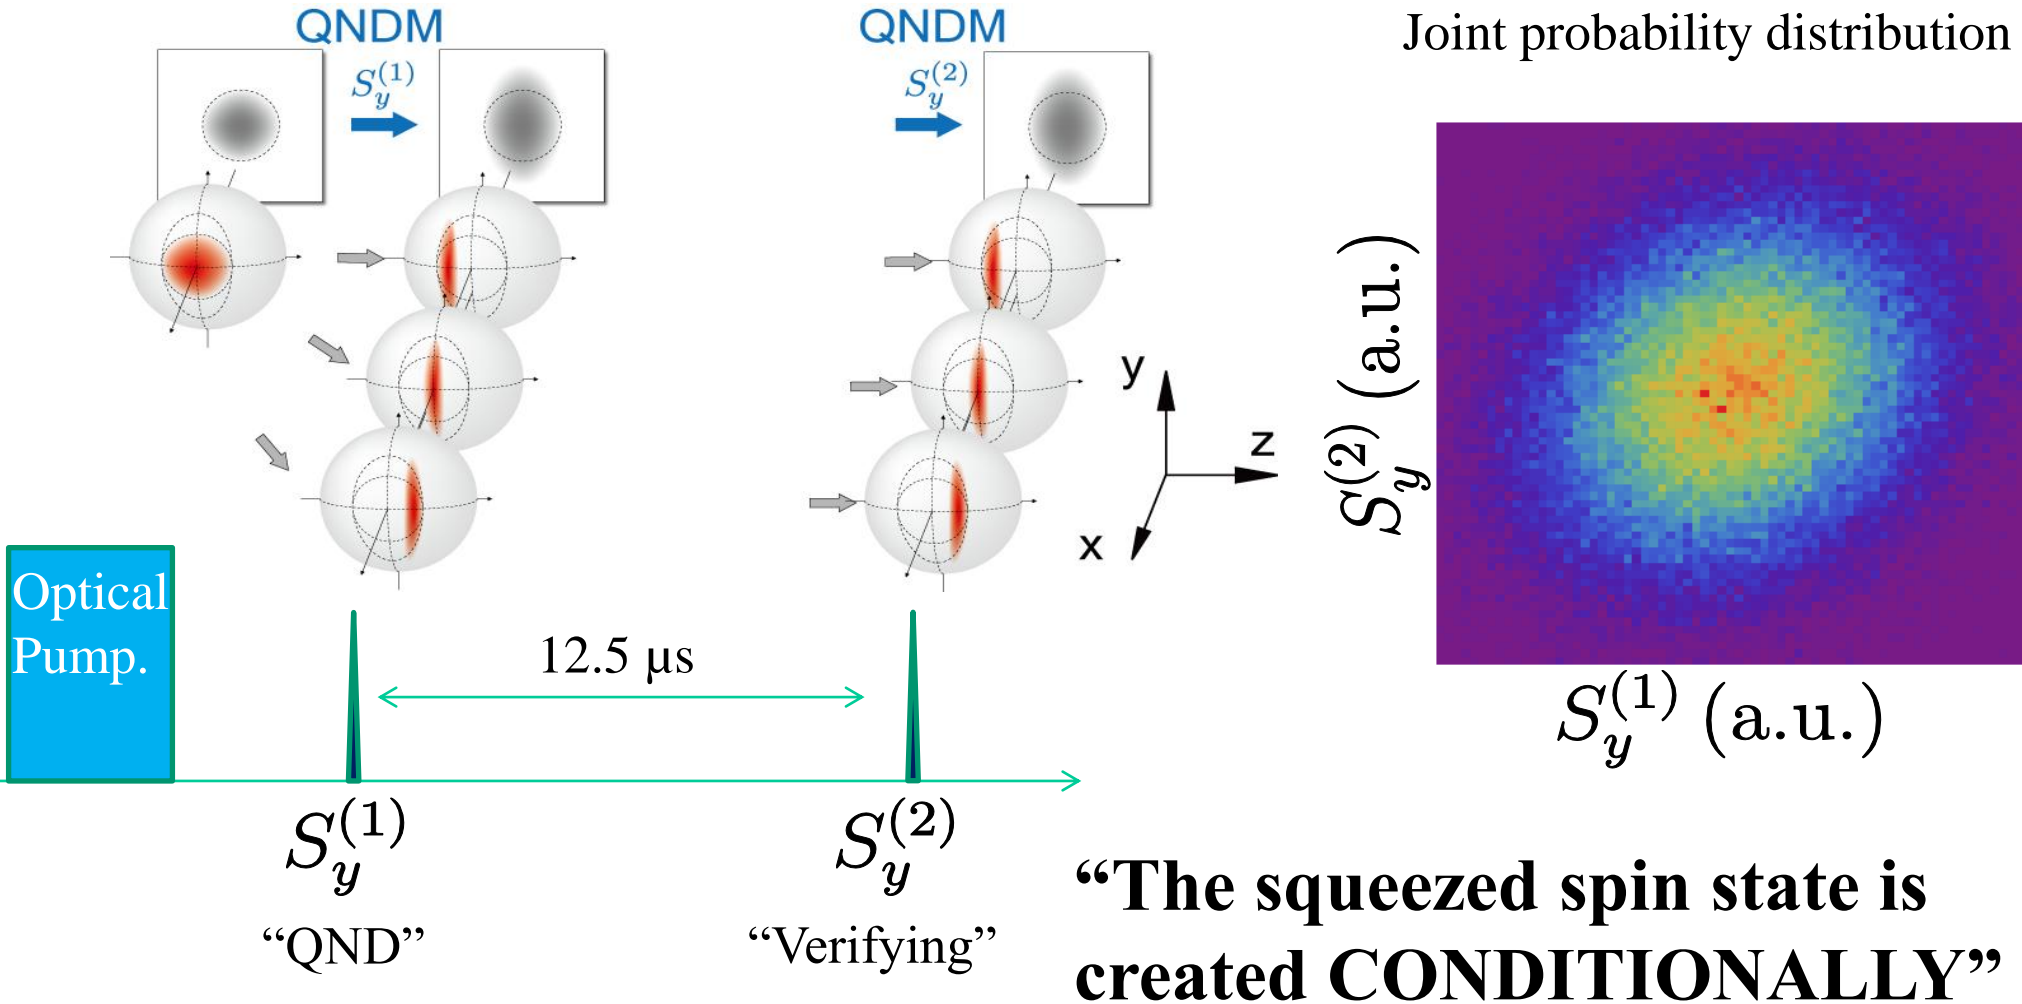 QNDM
S_y^{(1)}
QNDM
S_y^{(2)}
Joint probability distribution
S_y^{(2)} (a.u.)
S_y^{(1)} (a.u.)
y
z
x
Optical
Pump.
12.5 μs
S_y^{(1)}
S_y^{(2)}
“QND”
“Verifying”
“The squeezed spin state is
created CONDITIONALLY”